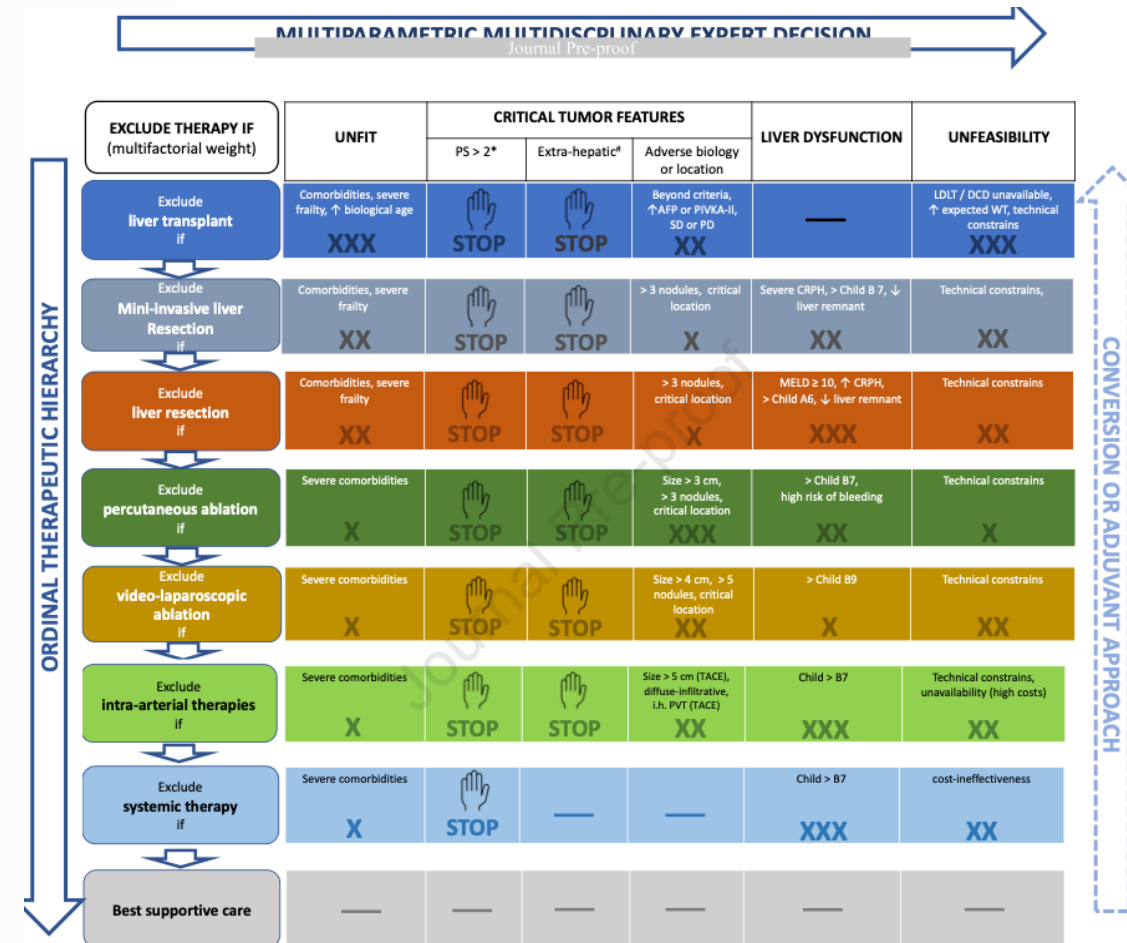 MULTIPARAMETRIC MULTIDISCPLINARY EXPERT DECISION
Journal Pre-proof
EXCLUDE THERAPY IF
(multifactorial weight)
UNFIT
CRITICAL TUMOR FEATURES
PS > 2*
Extra-hepatic#
Adverse biology
or location
LIVER DYSFUNCTION
UNFEASIBILITY
Exclude
liver transplant
if
Comorbidities, severe
frailty, ↑ biological age
XXX
STOP
STOP
Beyond criteria,
↑AFP or PIVKA-II,
SD or PD
XX
—
LDLT / DCD unavailable,
↑ expected WT, technical
constrains
XXX
Exclude
Mini-invasive liver
Resection
if
Comorbidities, severe
frailty
XX
STOP
STOP
> 3 nodules, critical
location
X
Severe CRPH, > Child B 7, ↓
liver remnant
XX
Technical constrains,
XX
Exclude
liver resection
if
Comorbidities, severe
frailty
XX
STOP
STOP
> 3 nodules,
critical location
X
MELD ≥ 10, ↑ CRPH,
> Child A6, ↓ liver remnant
XXX
Technical constrains
XX
Exclude
percutaneous ablation
if
Severe comorbidities
X
STOP
STOP
Size > 3 cm,
> 3 nodules,
critical location
XXX
> Child B7,
high risk of bleeding
XX
Technical constrains
X
Exclude
video-laparoscopic
ablation
if
Severe comorbidities
X
STOP
STOP
Size > 4 cm, > 5
nodules, critical
location
XX
> Child B9
X
Technical constrains
XX
Exclude
intra-arterial therapies
if
Severe comorbidities
X
STOP
STOP
Size > 5 cm (TACE),
diffuse-infiltrative,
i.h. PVT (TACE)
XX
Child > B7
XXX
Technical constrains,
unavailability (high costs)
XX
Exclude
systemic therapy
if
Severe comorbidities
X
STOP
—
—
Child > B7
XXX
cost-ineffectiveness
XX
Best supportive care
—
—
—
—
—
—
ORDINAL THERAPEUTIC HIERARCHY
CONVERSION OR ADJUVANT APPROACH
Journal Pre-proof